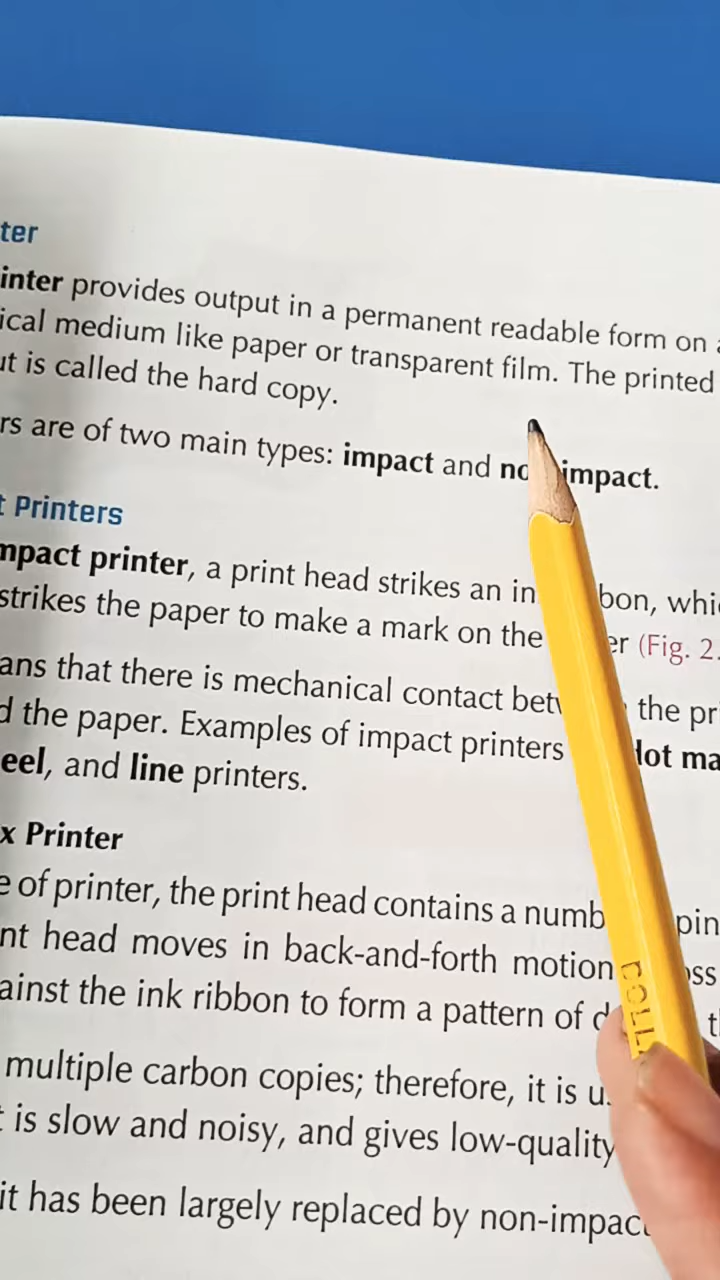 ter
inter provides output in a permanent readable form on a
ical medium like paper or transparent film. The printed
ut is called the hard copy.
rs are of two main types: impact and no impact.
t Printers
mpact printer, a print head strikes an in bon, whi
strikes the paper to make a mark on the er (Fig. 2.
ans that there is mechanical contact bet the pr
d the paper. Examples of impact printers dot ma
eel, and line printers.
x Printer
e of printer, the print head contains a numb pin
nt head moves in back-and-forth motion oss
ainst the ink ribbon to form a pattern of d th
multiple carbon copies; therefore, it is u
t is slow and noisy, and gives low-quality
it has been largely replaced by non-impact
DOLL